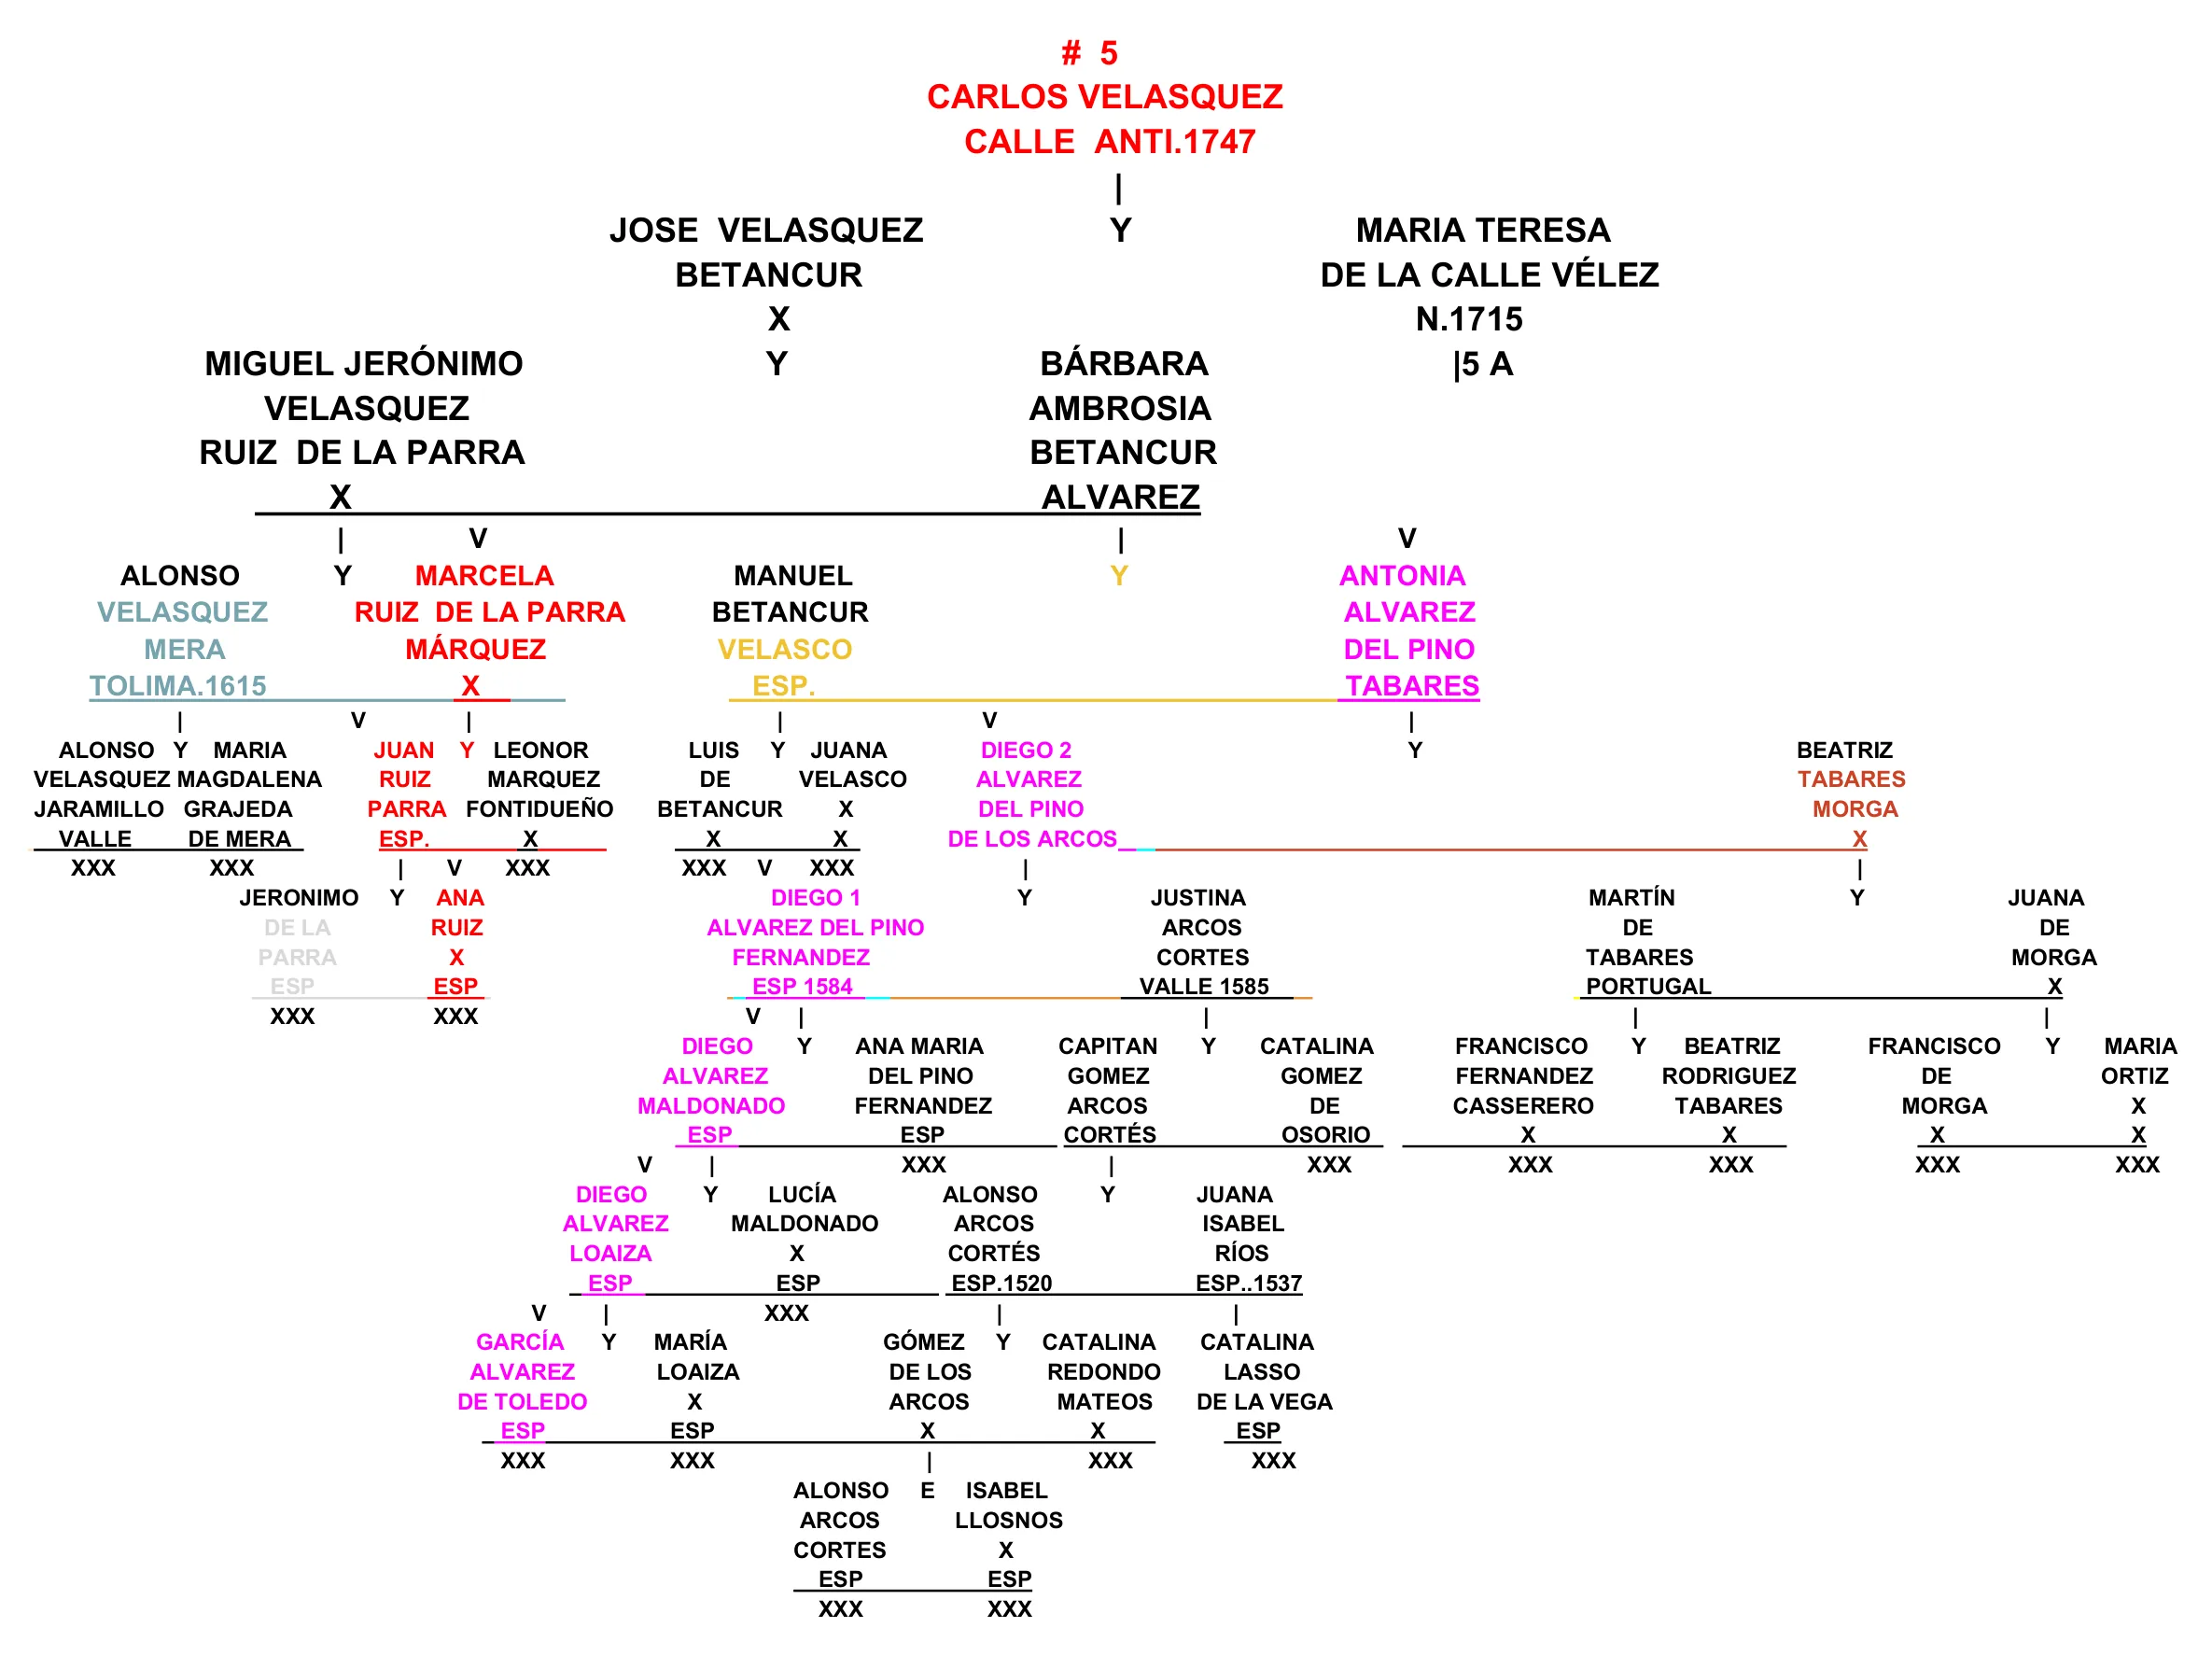 # 5
CARLOS VELASQUEZ
CALLE ANTI.1747
|
JOSE VELASQUEZ Y MARIA TERESA
BETANCUR DE LA CALLE VÉLEZ
X N.1715
MIGUEL JERÓNIMO Y BÁRBARA |5 A
VELASQUEZ AMBROSIA
RUIZ DE LA PARRA BETANCUR
X ALVAREZ
| V | V
ALONSO Y MARCELA MANUEL Y ANTONIA
VELASQUEZ RUIZ DE LA PARRA BETANCUR ALVAREZ
MERA MÁRQUEZ VELASCO DEL PINO
TOLIMA.1615 X ESP. TABARES
| V | | V |
ALONSO Y MARIA JUAN Y LEONOR LUIS Y JUANA DIEGO 2 Y BEATRIZ
VELASQUEZ MAGDALENA RUIZ MARQUEZ DE VELASCO ALVAREZ TABARES
JARAMILLO GRAJEDA PARRA FONTIDUEÑO BETANCUR X DEL PINO MORGA
VALLE DE MERA ESP. X X X DE LOS ARCOS X
XXX XXX | V XXX XXX V XXX | |
JERONIMO Y ANA DIEGO 1 Y JUSTINA MARTÍN Y JUANA
DE LA RUIZ ALVAREZ DEL PINO ARCOS DE DE
PARRA X FERNANDEZ CORTES TABARES MORGA
ESP ESP ESP 1584 VALLE 1585 PORTUGAL X
XXX XXX V | | | |
DIEGO Y ANA MARIA CAPITAN Y CATALINA FRANCISCO Y BEATRIZ FRANCISCO Y MARIA
ALVAREZ DEL PINO GOMEZ GOMEZ FERNANDEZ RODRIGUEZ DE ORTIZ
MALDONADO FERNANDEZ ARCOS DE CASSERERO TABARES MORGA X
ESP ESP CORTÉS OSORIO X X X X
V | XXX | XXX XXX XXX XXX XXX
DIEGO Y LUCÍA ALONSO Y JUANA
ALVAREZ MALDONADO ARCOS ISABEL
LOAIZA X CORTÉS RÍOS
ESP ESP ESP.1520 ESP..1537
V | XXX | |
GARCÍA Y MARÍA GÓMEZ Y CATALINA CATALINA
ALVAREZ LOAIZA DE LOS REDONDO LASSO
DE TOLEDO X ARCOS MATEOS DE LA VEGA
ESP ESP X X ESP
XXX XXX | XXX XXX
ALONSO E ISABEL
ARCOS LLOSNOS
CORTES X
ESP ESP
XXX XXX